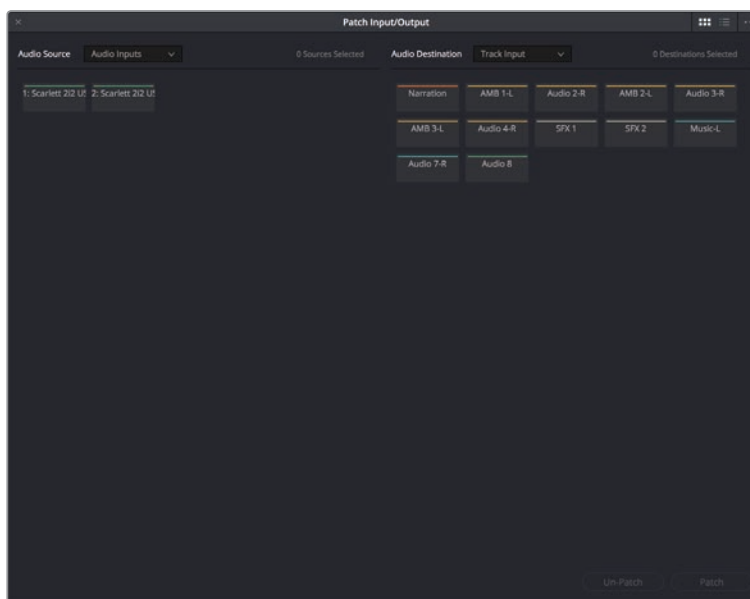 Patch Input/Output
Audio Source Audio Inputs 0 Sources Selected Audio Destination Track Input 0 Destinations Selected
1: Scarlett 2i2 US 2: Scarlett 2i2 US Narration AMB 1-L Audio 2-R AMB 2-L Audio 3-R
AMB 3-L Audio 4-R SFX 1 SFX 2 Music-L
Audio 7-R Audio 8
Un-Patch Patch